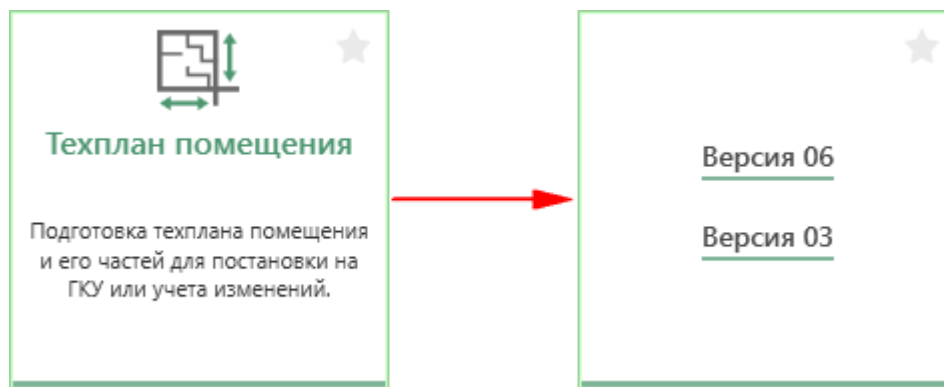 Техплан помещения
Подготовка техплана помещения
и его частей для постановки на
ГКУ или учета изменений.
Версия 06
Версия 03